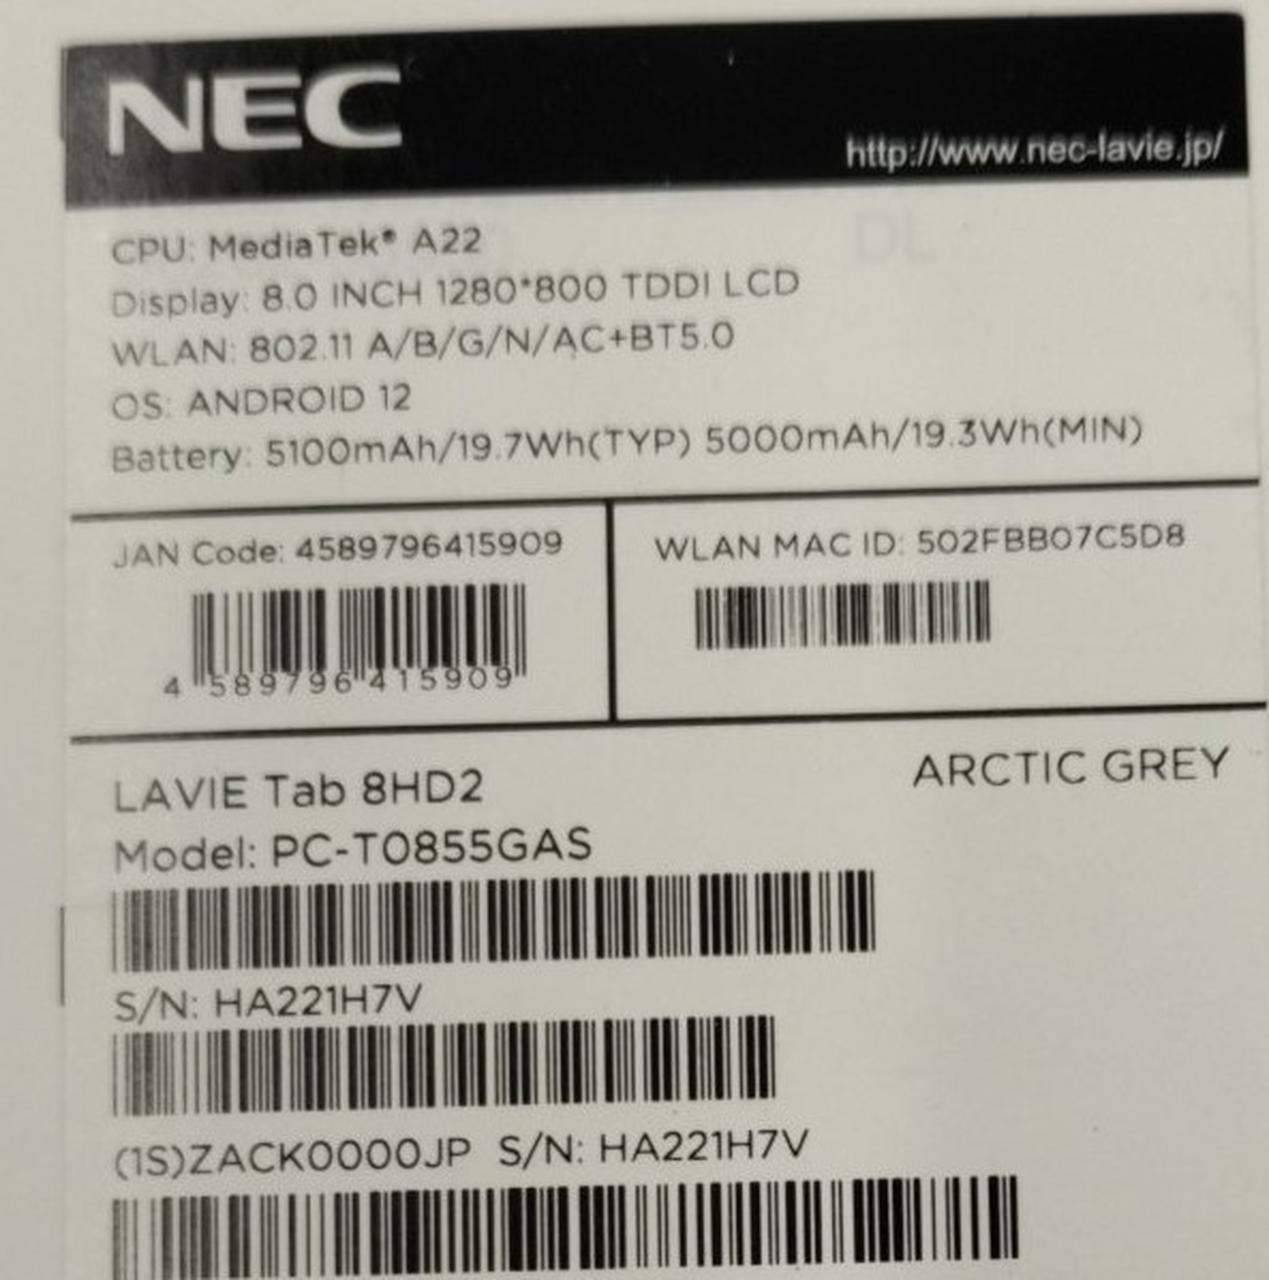 NEC
http://www.nec-lavie.jp/
CPU: MediaTek® A22
Display: 8.0 INCH 1280*800 TDDI LCD
WLAN: 802.11 A/B/G/N/AC+BT5.0
OS: ANDROID 12
Battery: 5100mAh/19.7Wh(TYP) 5000mAh/19.3Wh(MIN)
JAN Code: 4589796415909
4 589796 415909
WLAN MAC ID: 502FBB07C5D8
LAVIE Tab 8HD2
ARCTIC GREY
Model: PC-T0855GAS
S/N: HA221H7V
(1S)ZACK0000JP S/N: HA221H7V